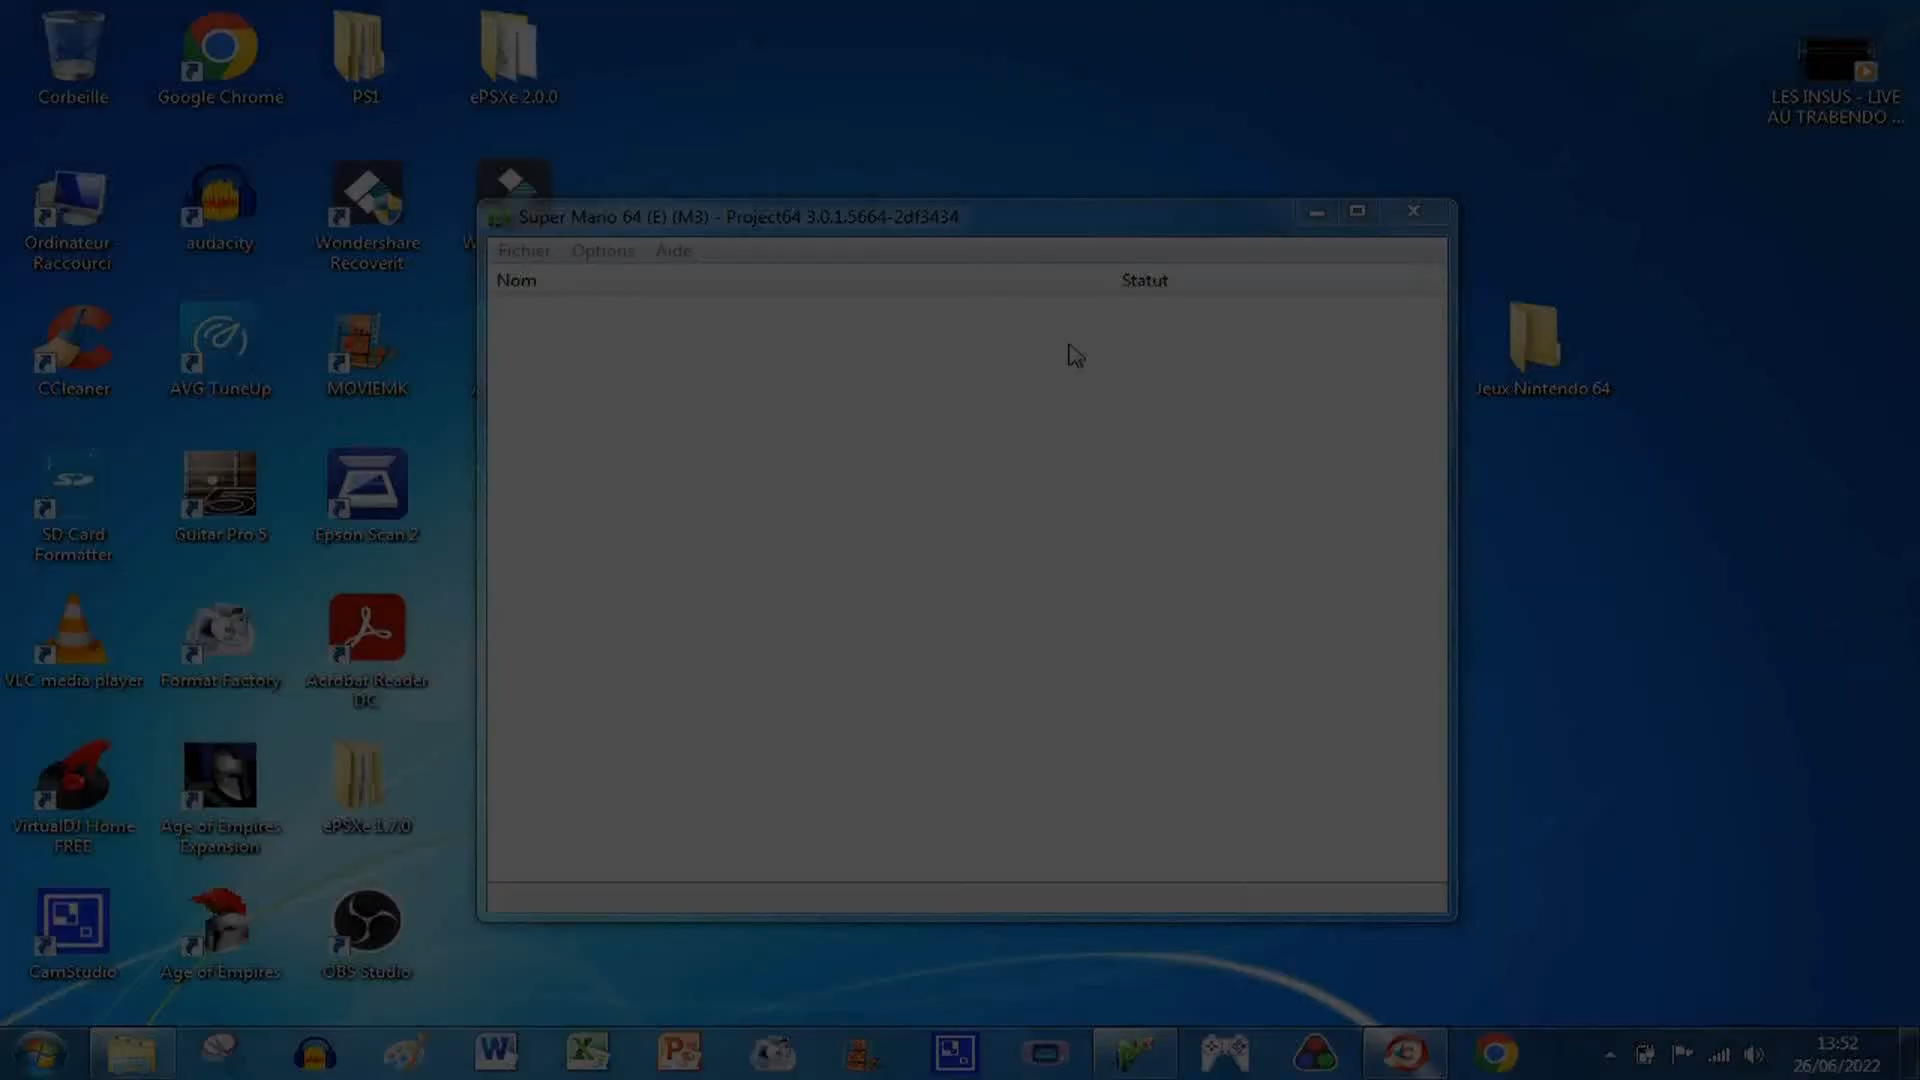 Corbeille
Google Chrome
PS1
ePSXe 2.0.0
LES INSUS - LIVE
AU TRABENDO ...
Ordinateur -
Raccourci
audacity
Wondershare
Recoverit
W
Super Mario 64 (E) (M3) - Project64 3.0.1.5664-2df3434
Fichier Options Aide
Nom Statut
CCleaner
AVG TuneUp
MOVIEMK
Jeux Nintendo 64
SD Card
Formatter
Guitar Pro 5
Epson Scan 2
VLC media player
Format Factory
Acrobat Reader
DC
VirtualDJ Home
FREE
Age of Empires
Expansion
ePSXe 1.7.0
CamStudio
Age of Empires
OBS Studio
13:52
26/06/2022